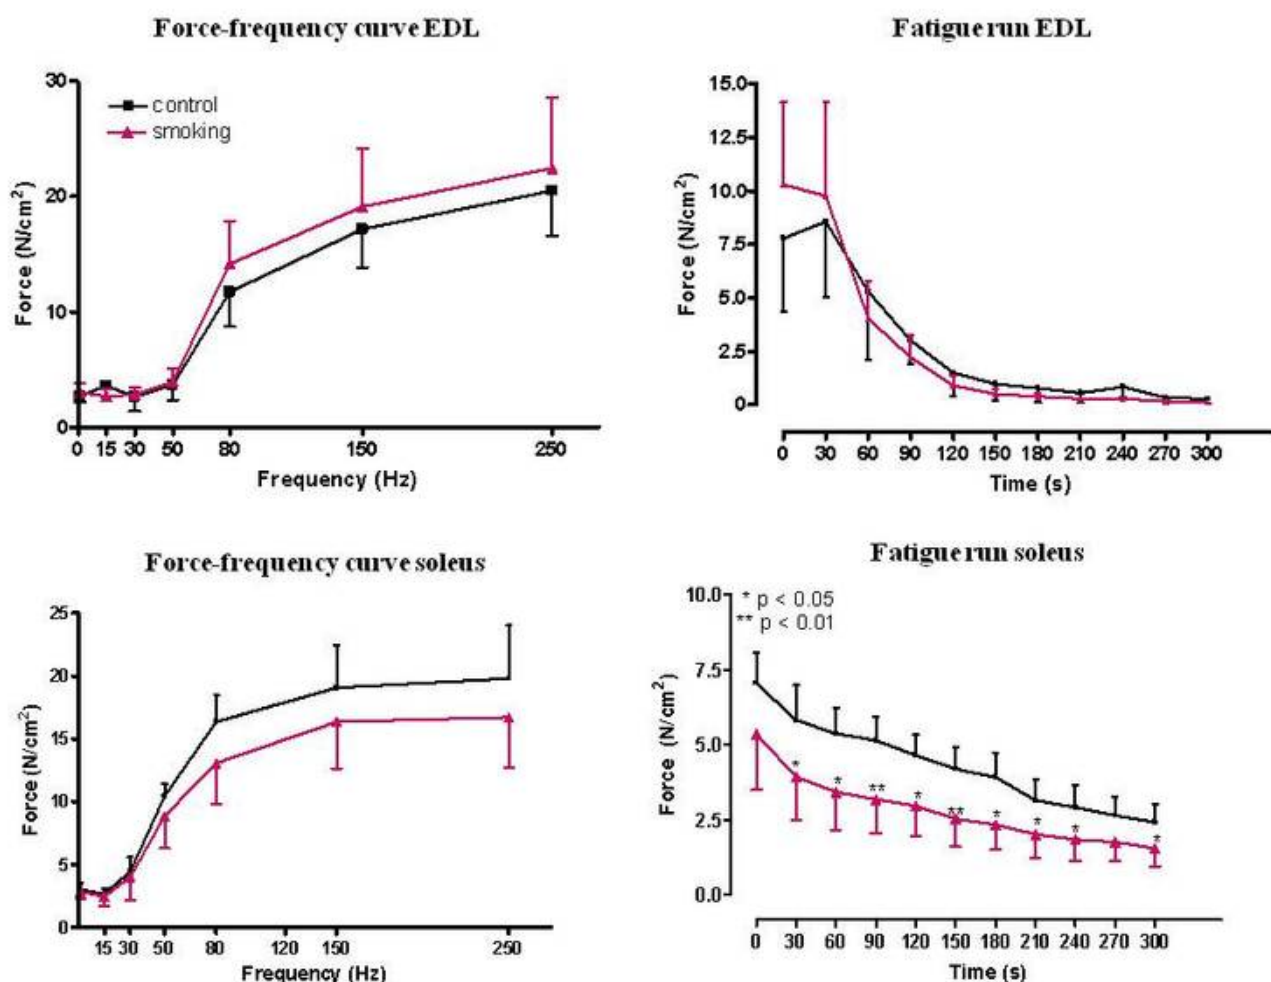 Force-frequency curve EDL
30
20
10
0
Force (N/cm²)
control
smoking
0 15 30 50 80 150 250
Frequency (Hz)
Fatigue run EDL
15.0
12.5
10.0
7.5
5.0
2.5
0
Force (N/cm²)
0 30 60 90 120 150 180 210 240 270 300
Time (s)
Force-frequency curve soleus
25
20
15
10
5
0
Force (N/cm²)
15 30 50 80 120 150 250
Frequency (Hz)
Fatigue run soleus
10.0
7.5
5.0
2.5
0.0
Force (N/cm²)
* p < 0.05
** p < 0.01
* * ** * ** * * * *
0 30 60 90 120 150 180 210 240 270 300
Time (s)